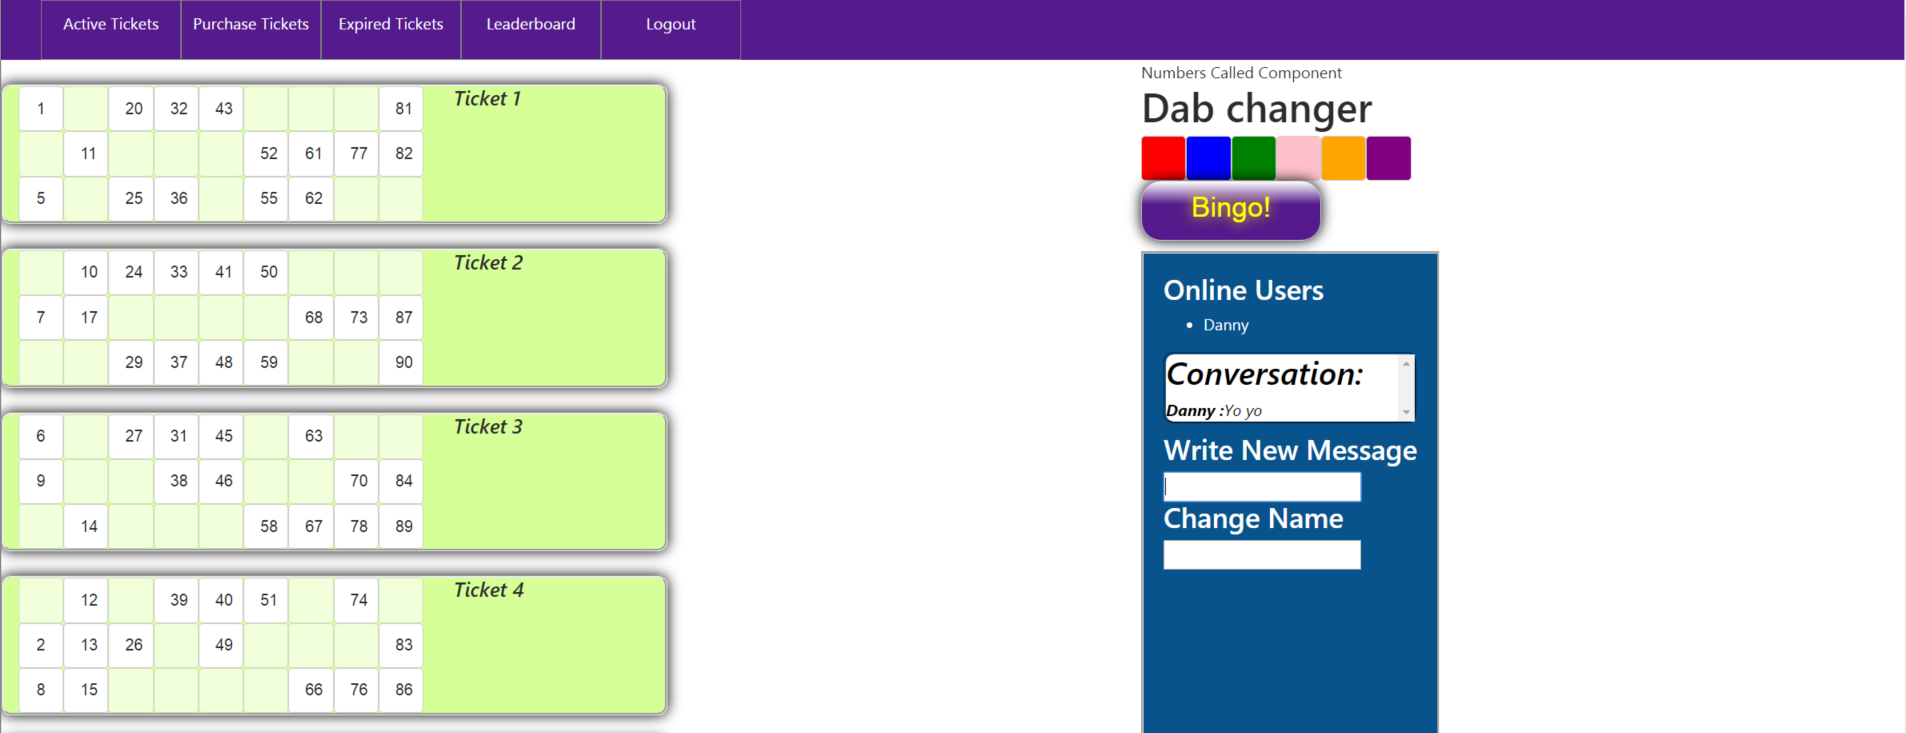 Active Tickets Purchase Tickets Expired Tickets Leaderboard Logout
Ticket 1
1 20 32 43 81
11 52 61 77 82
5 25 36 55 62
Ticket 2
10 24 33 41 50
7 17 68 73 87
29 37 48 59 90
Ticket 3
6 27 31 45 63
9 38 46 70 84
14 58 67 78 89
Ticket 4
12 39 40 51 74
2 13 26 49 83
8 15 66 76 86
Numbers Called Component
Dab changer
Bingo!
Online Users
Danny
Conversation:
Danny :Yo yo
Write New Message
Change Name